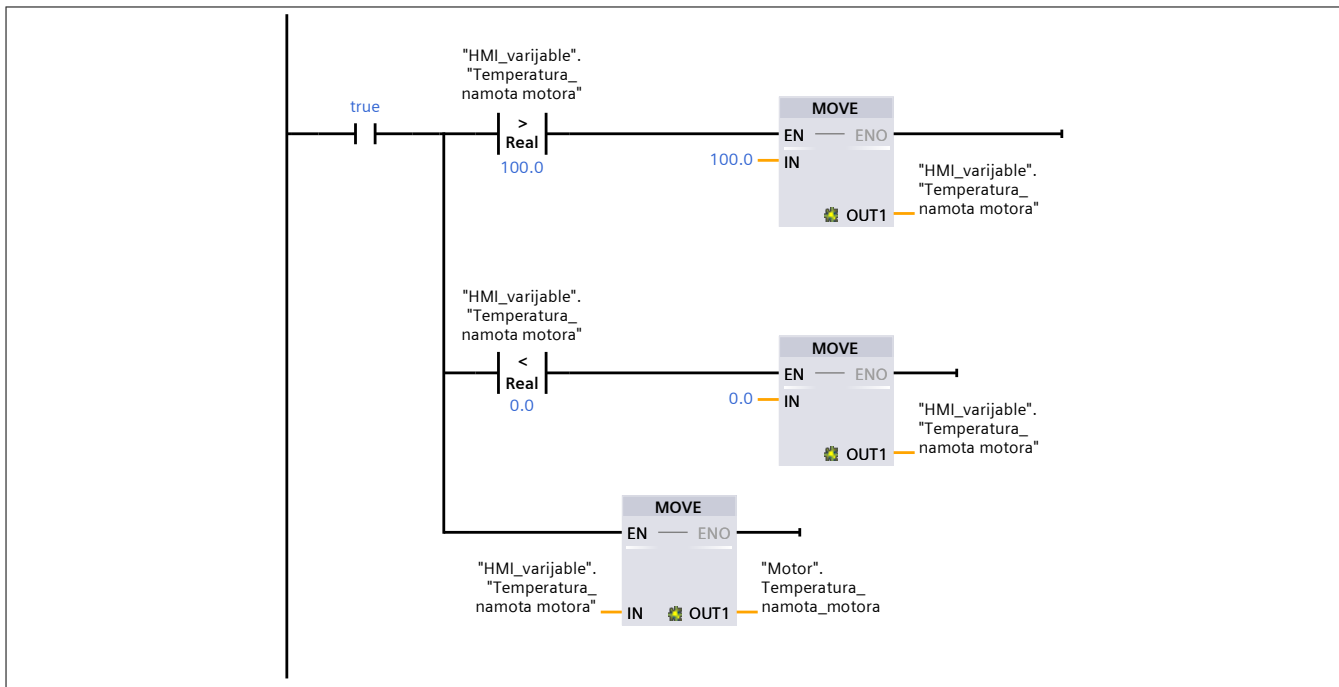 "HMI_varijable".
"Temperatura_
namota motora"
true
>
Real
100.0
MOVE
EN
ENO
100.0
IN
OUT1
"HMI_varijable".
"Temperatura_
namota motora"
"HMI_varijable".
"Temperatura_
namota motora"
<
Real
0.0
MOVE
EN
ENO
0.0
IN
OUT1
"HMI_varijable".
"Temperatura_
namota motora"
MOVE
EN
ENO
"HMI_varijable".
"Temperatura_
namota motora"
IN
OUT1
"Motor".
Temperatura_
namota_motora